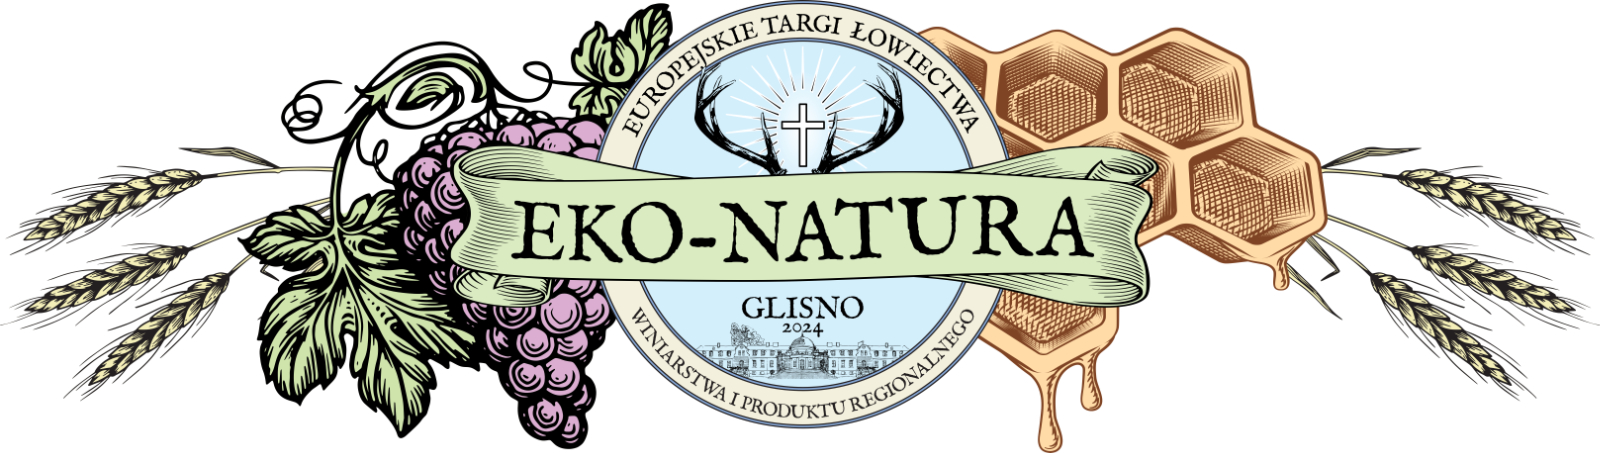 EUROPEJSKIE TARGI ŁOWIECTWA
EKO-NATURA
GLISNO
2024
WINIARSTWA I PRODUKTU REGIONALNEGO